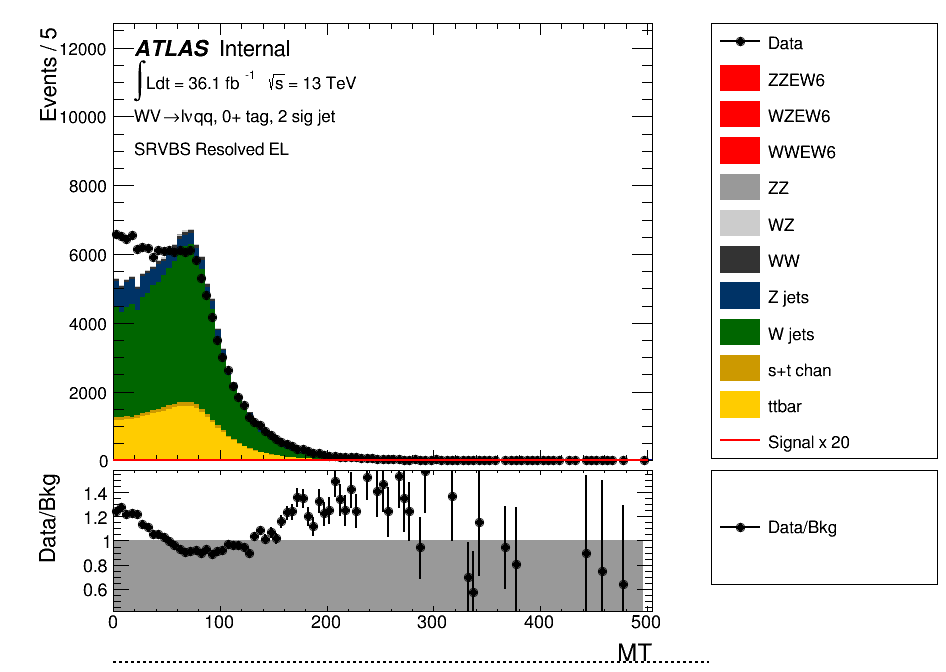 Events / 5
12000
10000
8000
6000
4000
2000
0
ATLAS Internal
∫Ldt = 36.1 fb⁻¹ √s = 13 TeV
WV→lνqq, 0+ tag, 2 sig jet
SRVBS Resolved EL
Data
ZZEW6
WZEW6
WWEW6
ZZ
WZ
WW
Z jets
W jets
s+t chan
ttbar
Signal x 20
Data/Bkg
1.4
1.2
1
0.8
0.6
0 100 200 300 400 500
MT
Data/Bkg